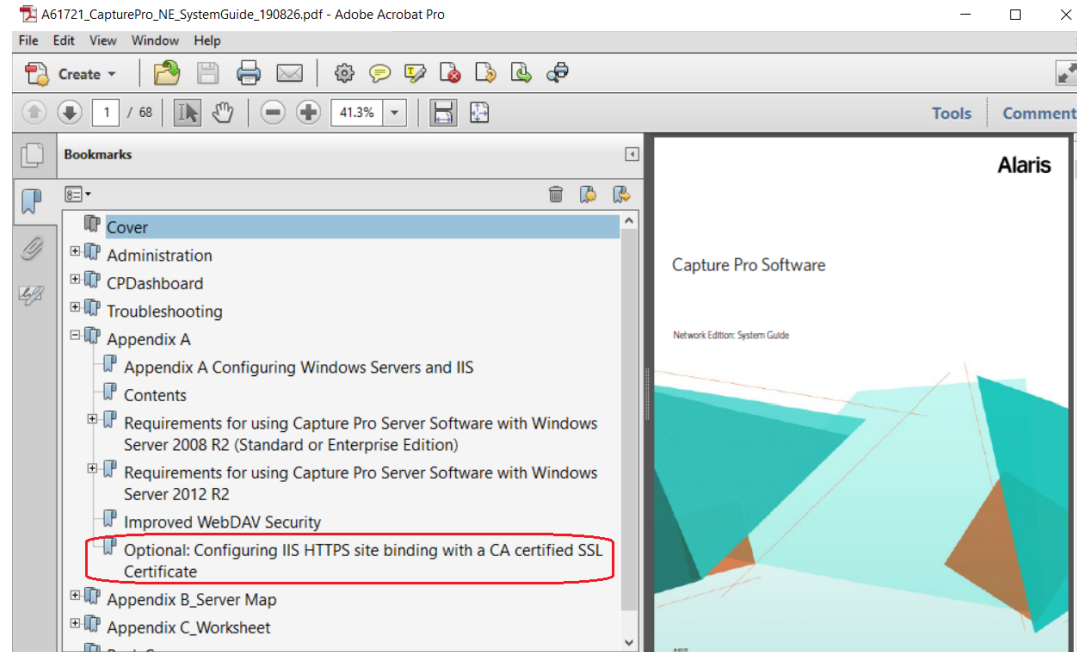 A61721_CapturePro_NE_SystemGuide_190826.pdf - Adobe Acrobat Pro
File Edit View Window Help
Create
1 / 68 41.3% Tools Comment
Bookmarks
Cover
Administration
CPDashboard
Troubleshooting
Appendix A
Appendix A Configuring Windows Servers and IIS
Contents
Requirements for using Capture Pro Server Software with Windows
Server 2008 R2 (Standard or Enterprise Edition)
Requirements for using Capture Pro Server Software with Windows
Server 2012 R2
Improved WebDAV Security
Optional: Configuring IIS HTTPS site binding with a CA certified SSL
Certificate
Appendix B_Server Map
Appendix C_Worksheet
Alaris
Capture Pro Software
Network Edition: System Guide